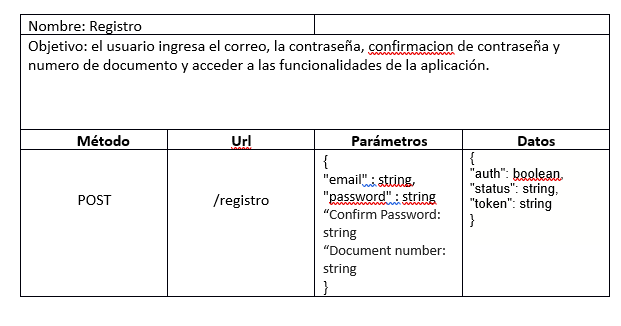 Nombre: Registro
Objetivo: el usuario ingresa el correo, la contraseña, confirmacion de contraseña y
numero de documento y acceder a las funcionalidades de la aplicación.
Método Url Parámetros Datos
POST
/registro
{
"email" : string,
"password" : string
“Confirm Password:
string
“Document number:
string
}
{
"auth": boolean,
"status": string,
"token": string
}